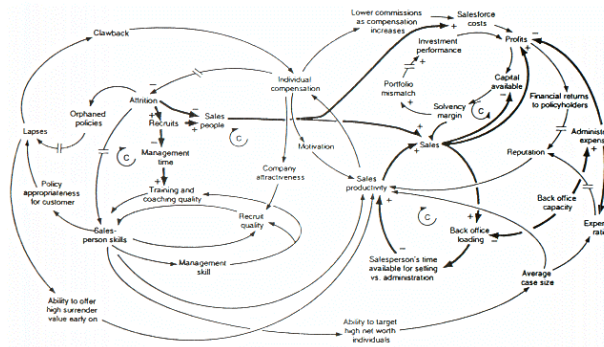 Clawback
Lower commissions
as compensation
increases
Salesforce
costs
Profits
Investment
performance
Individual
compensation
Capital
available
Portfolio
mismatch
Solvency
margin
Financial returns
to policyholders
Attrition
Orphaned
policies
Recruits
Sales
people
C
C
C
Sales
Lapses
Management
time
Motivation
Reputation
Administ
expen
Policy
appropriateness
for customer
Training and
coaching quality
Company
attractiveness
Sales
productivity
Back office
capacity
Sales-
person skills
Recruit
quality
C
Back office
loading
Expen
rat
Management
skill
Salesperson's time
available for selling
vs. administration
Average
case size
Ability to offer
high surrender
value early on
Ability to target
high net worth
individuals